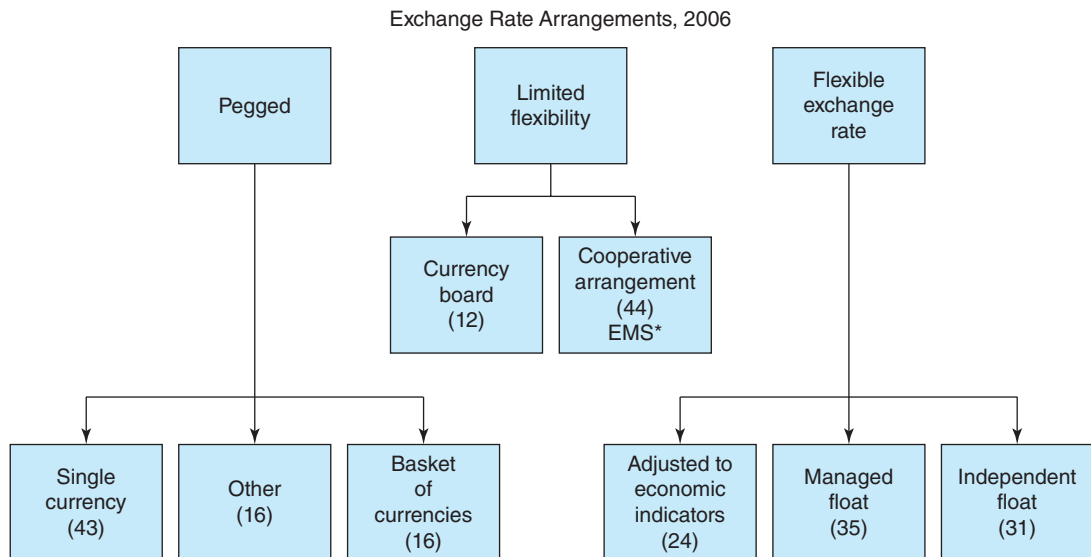 Exchange Rate Arrangements, 2006
Pegged
Limited
flexibility
Flexible
exchange
rate
Currency
board
(12)
Cooperative
arrangement
(44)
EMS*
Single
currency
(43)
Other
(16)
Basket
of
currencies
(16)
Adjusted to
economic
indicators
(24)
Managed
float
(35)
Independent
float
(31)